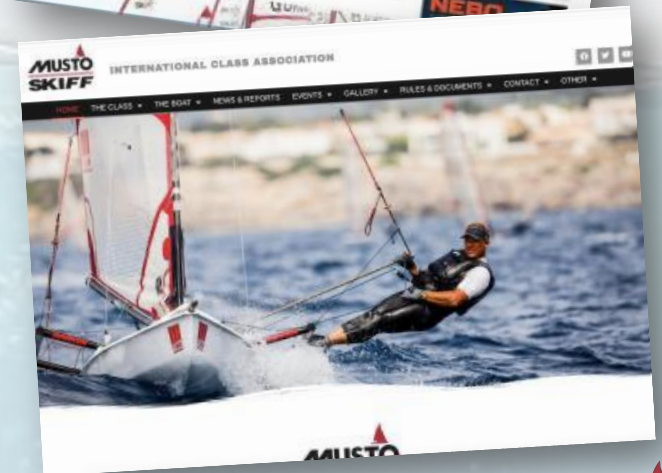 NEBO
MUSTO
SKIFF
INTERNATIONAL CLASS ASSOCIATION
HOME THE CLASS THE BOAT NEWS & REPORTS EVENTS GALLERY RULES & DOCUMENTS CONTACT OTHER
MUSTO